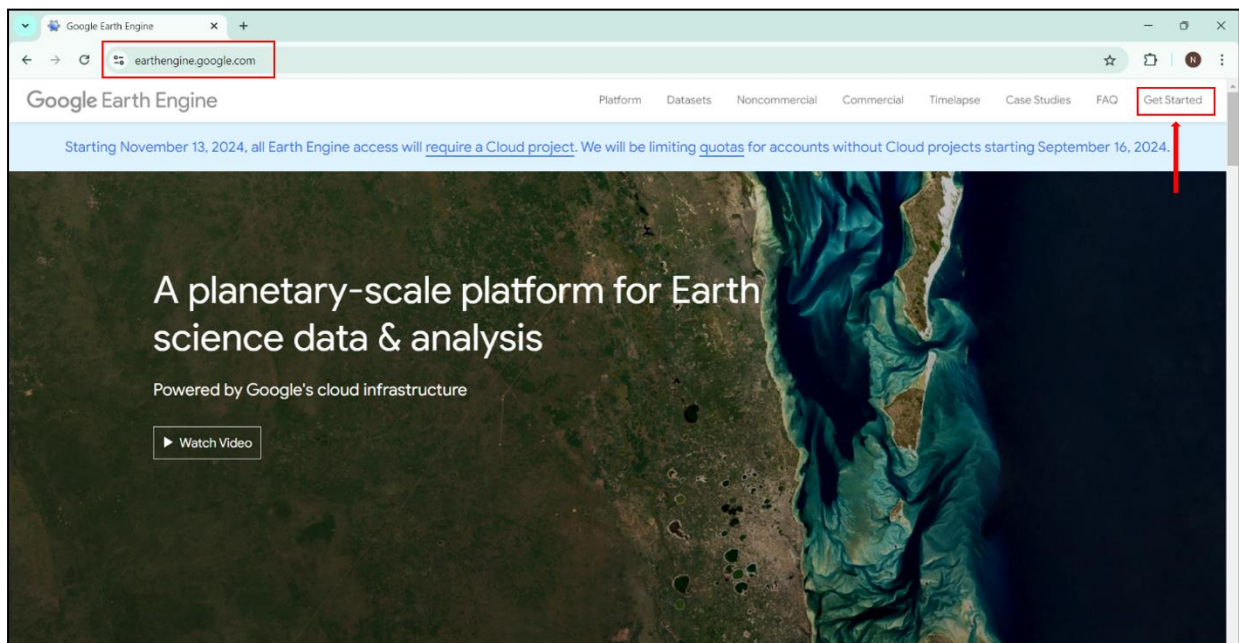 Google Earth Engine
earthengine.google.com
N
Google Earth Engine
Platform Datasets Noncommercial Commercial Timelapse Case Studies FAQ Get Started
Starting November 13, 2024, all Earth Engine access will require a Cloud project. We will be limiting quotas for accounts without Cloud projects starting September 16, 2024.
A planetary-scale platform for Earth
science data & analysis
Powered by Google's cloud infrastructure
Watch Video